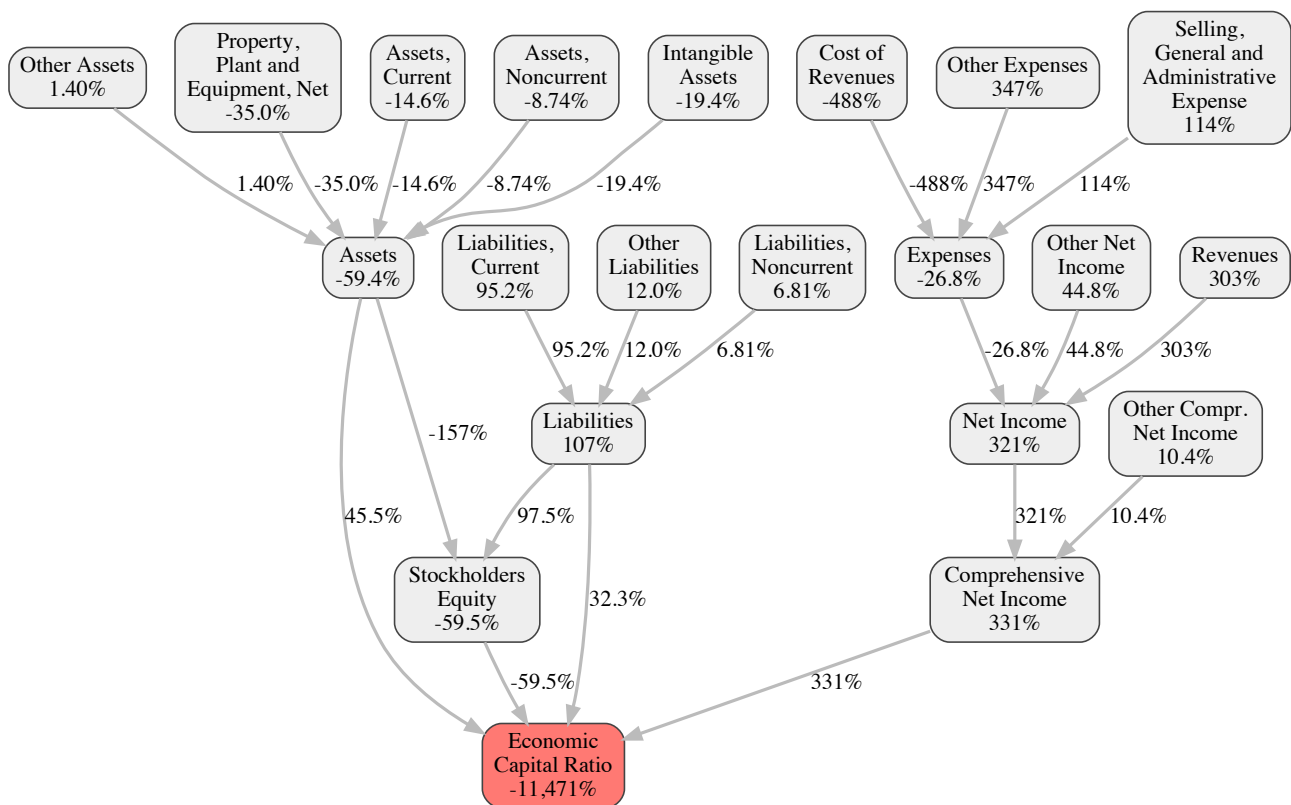 Other Assets
1.40%
Property,
Plant and
Equipment, Net
-35.0%
Assets,
Current
-14.6%
Assets,
Noncurrent
-8.74%
Intangible
Assets
-19.4%
Cost of
Revenues
-488%
Other Expenses
347%
Selling,
General and
Administrative
Expense
114%
1.40%
-35.0%
-14.6%
-8.74%
-19.4%
-488%
347%
114%
Assets
-59.4%
Liabilities,
Current
95.2%
Other
Liabilities
12.0%
Liabilities,
Noncurrent
6.81%
Expenses
-26.8%
Other Net
Income
44.8%
Revenues
303%
95.2%
12.0%
6.81%
-26.8%
44.8%
303%
-157%
Liabilities
107%
Net Income
321%
Other Compr.
Net Income
10.4%
45.5%
97.5%
321%
10.4%
Stockholders
Equity
-59.5%
32.3%
Comprehensive
Net Income
331%
-59.5%
331%
Economic
Capital Ratio
-11,471%